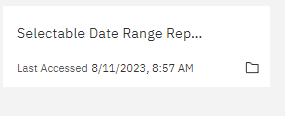 Selectable Date Range Rep...
Last Accessed 8/11/2023, 8:57 AM